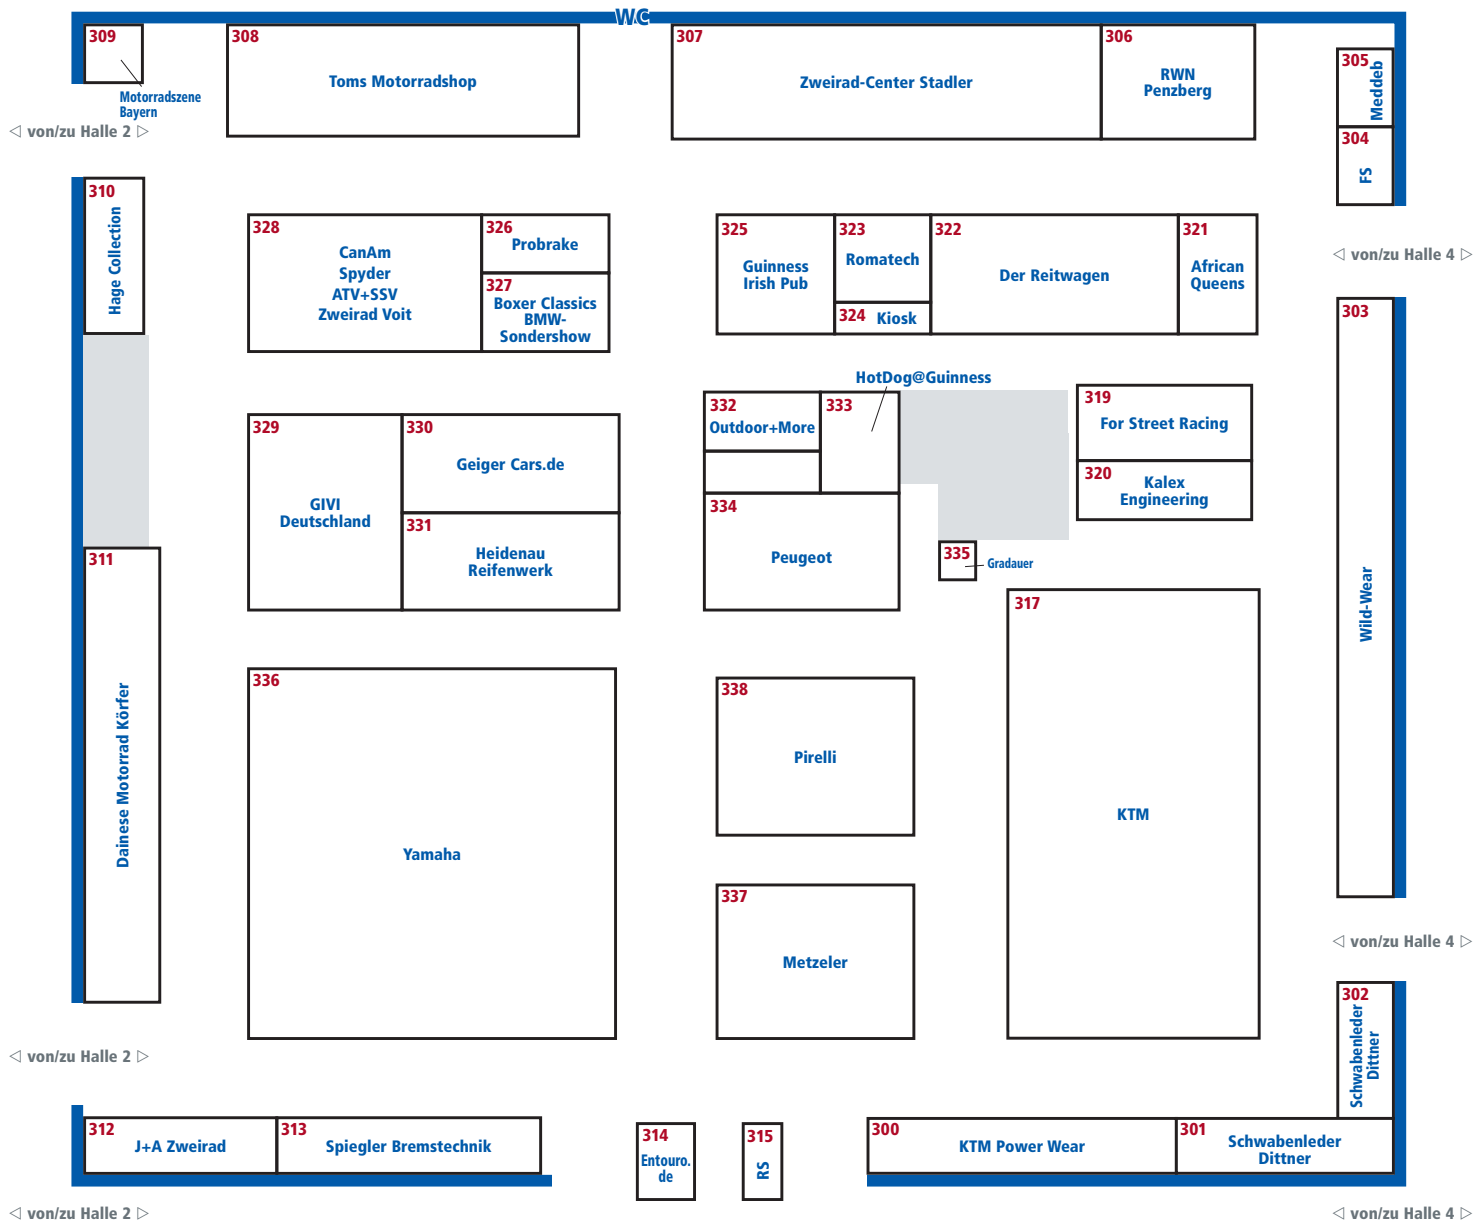 WC
309
Motorradszene
Bayern
308
Toms Motorradshop
307
Zweirad-Center Stadler
306
RWN
Penzberg
305
Meddeb
304
FS
◁ von/zu Halle 2 ▷
310
Hage Collection
328
CanAm
Spyder
ATV+SSV
Zweirad Voit
326
Probrake
327
Boxer Classics
BMW-
Sondershow
325
Guinness
Irish Pub
323
Romatech
324 Kiosk
322
Der Reitwagen
321
African
Queens
◁ von/zu Halle 4 ▷
303
Wild-Wear
HotDog@Guinness
329
GIVI
Deutschland
330
Geiger Cars.de
331
Heidenau
Reifenwerk
332
Outdoor+More
333
334
Peugeot
319
For Street Racing
320
Kalex
Engineering
335
Gradauer
311
Dainese Motorrad Körfer
336
Yamaha
338
Pirelli
337
Metzeler
317
KTM
◁ von/zu Halle 4 ▷
302
Schwabenleder
Dittner
◁ von/zu Halle 2 ▷
312
J+A Zweirad
313
Spiegler Bremstechnik
314
Entouro.
de
315
RS
300
KTM Power Wear
301
Schwabenleder
Dittner
◁ von/zu Halle 2 ▷
◁ von/zu Halle 4 ▷